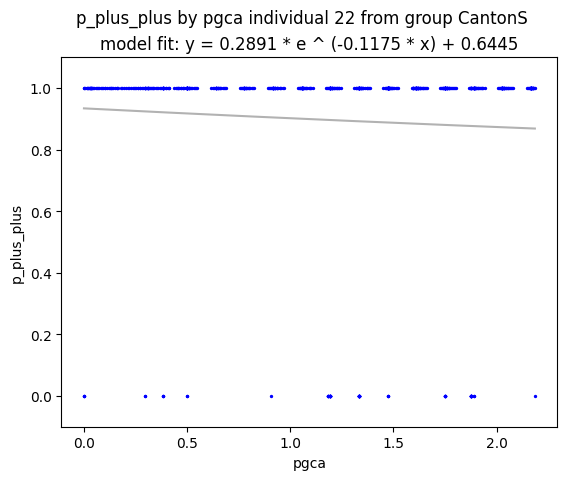 p_plus_plus by pgca individual 22 from group CantonS
model fit: y = 0.2891 * e ^ (-0.1175 * x) + 0.6445
1.0
0.8
0.6
0.4
0.2
0.0
p_plus_plus
0.0 0.5 1.0 1.5 2.0
pgca